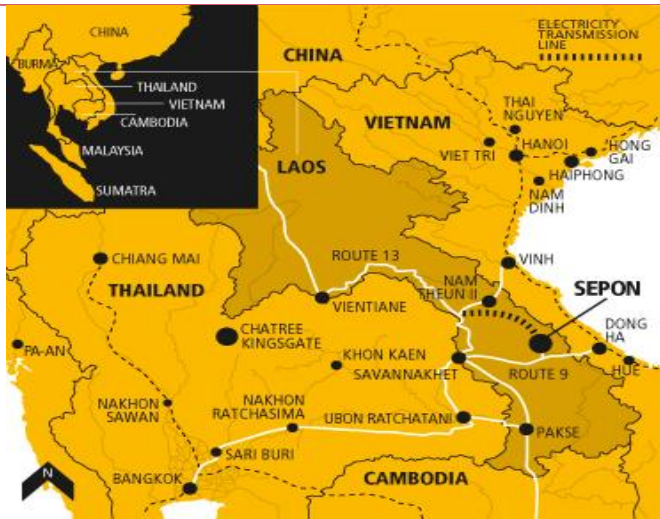 CHINA
BURMA
THAILAND
VIETNAM
CAMBODIA
MALAYSIA
SUMATRA
ELECTRICITY
TRANSMISSION
LINE
CHINA
THAI
NGUYEN
VIETNAM
HANOI
'HONG
GAI
VIET TRI
HAIPHONG
LAOS
NAM
DINH
ROUTE 13
CHIANG MAI
VINH
NAM
THEUN II
SEPON
THAILAND
VIENTIANE
CHATREE
KINGSGATE
DONG
HA
PA-AN
KHON KAEN
SAVANNAKHET
ROUTE 9
HUE
NAKHON
SAWAN
NAKHON
RATCHASIMA
UBON RATCHATANI
PAKSE
SARI BURI
BANGKOK
CAMBODIA
N